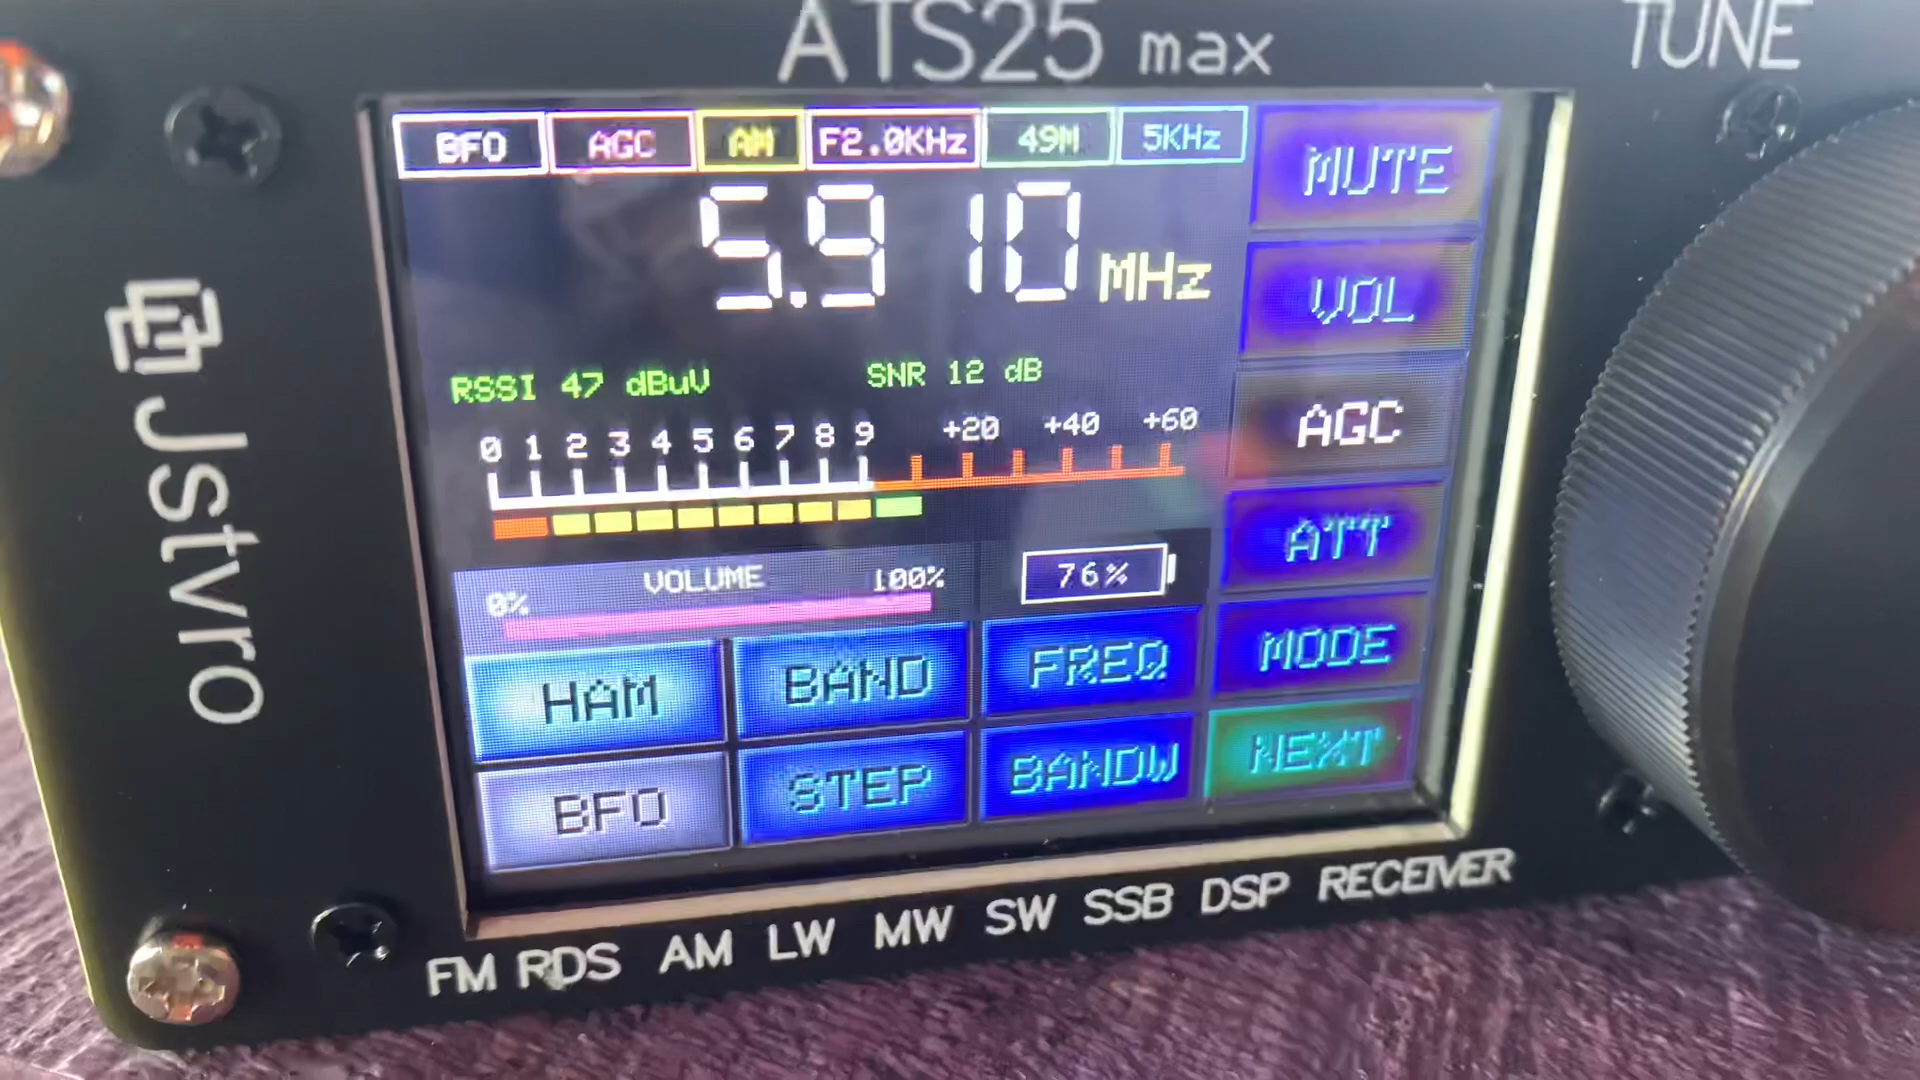 ATS25 max
TUNE
BFO AGC AM F2.0KHz 49M 5KHz
MUTE
5.910 MHz
VOL
RSSI 47 dBuV SNR 12 dB
AGC
0 1 2 3 4 5 6 7 8 9 +20 +40 +60
ATT
0% VOLUME 100%
76%
HAM BAND FREQ MODE
BFO STEP BANDW NEXT
FM RDS AM LW MW SW SSB DSP RECEIVER
Jstvro